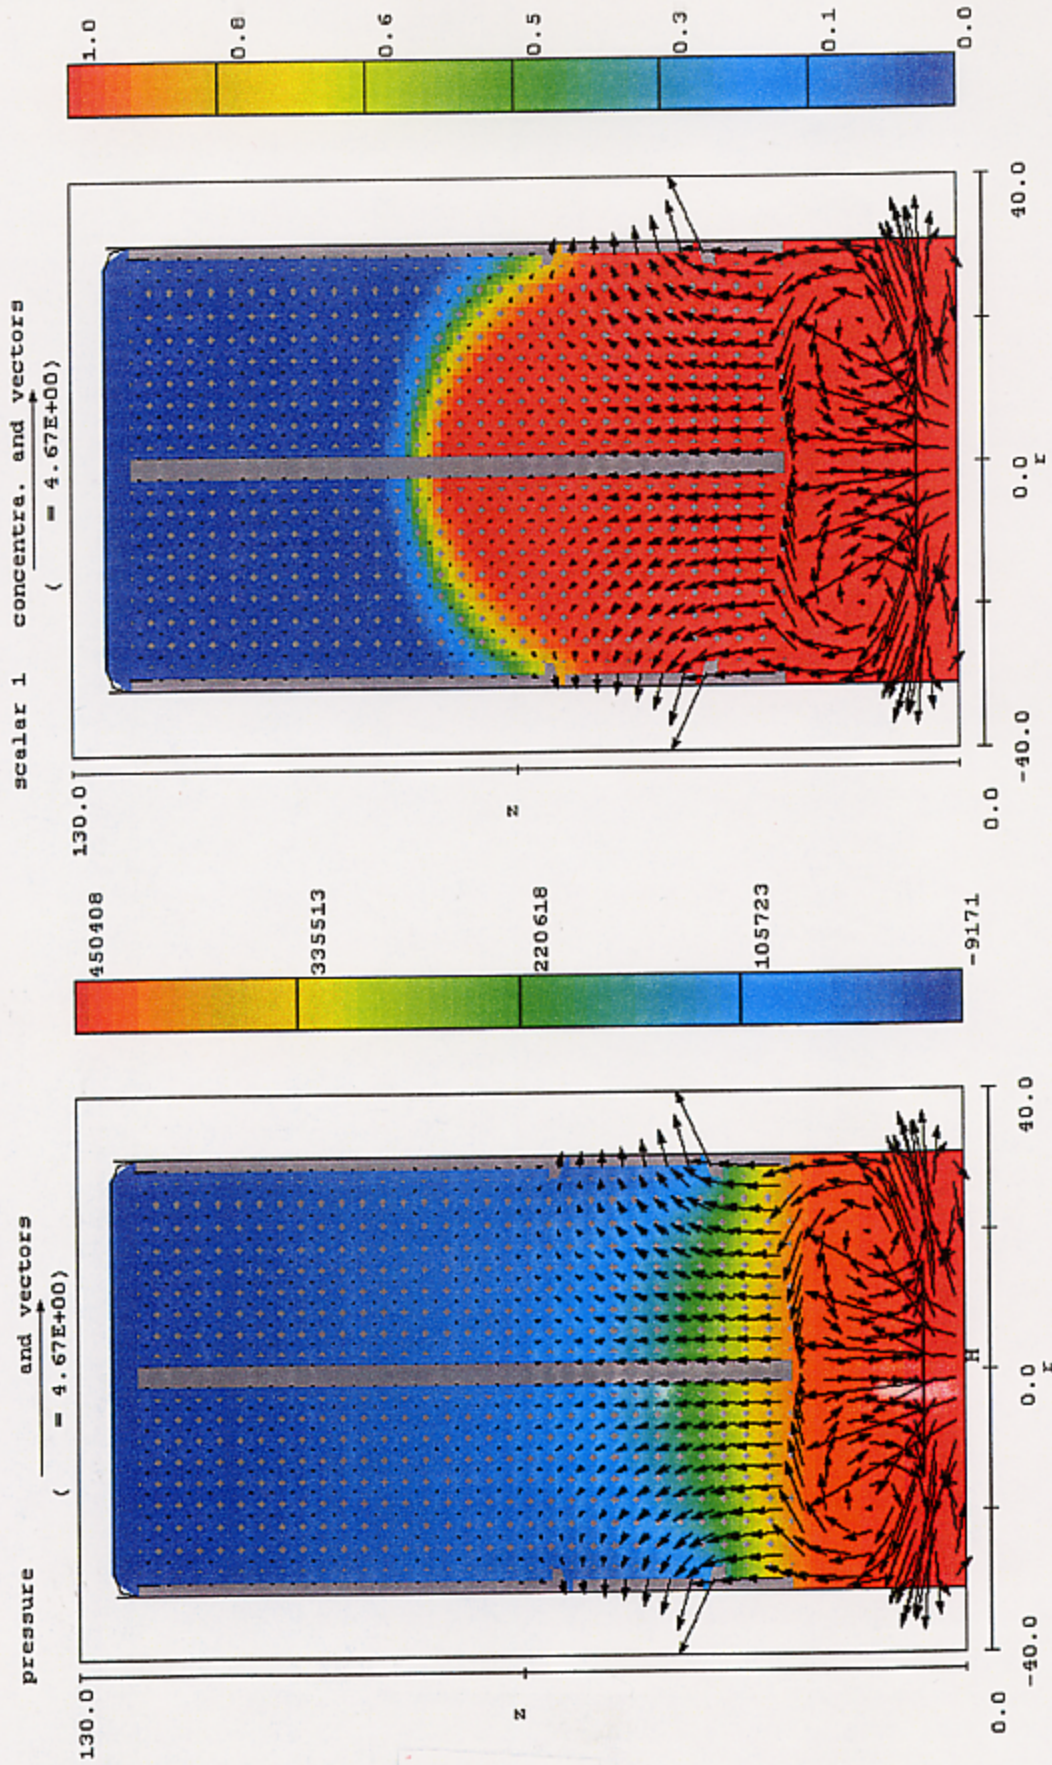 scalar 1 concentra. and vectors
( = 4.67E+00)
1.0
0.8
0.6
0.5
0.3
0.1
0.0
130.0
z
0.0
-40.0
0.0
40.0
r
pressure and vectors
( = 4.67E+00)
450408
335513
220618
105723
-9171
130.0
z
0.0
-40.0
0.0
40.0
H
r